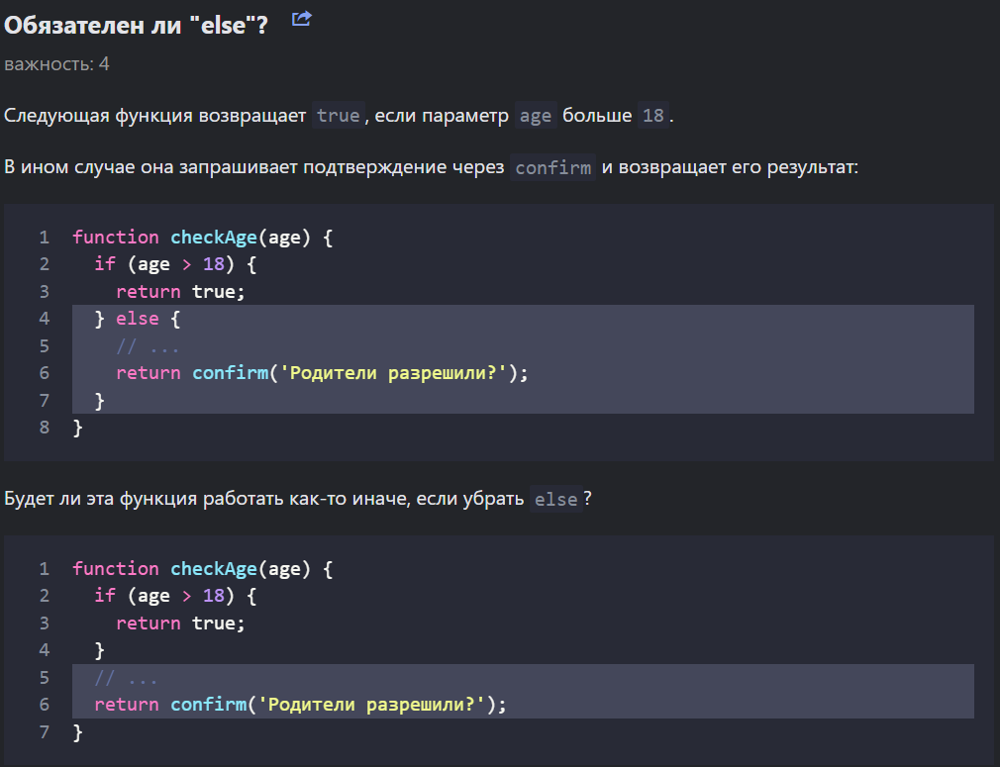 Обязателен ли "else"?
важность: 4
Следующая функция возвращает true, если параметр age больше 18.
В ином случае она запрашивает подтверждение через confirm и возвращает его результат:
1 function checkAge(age) {
2   if (age > 18) {
3     return true;
4   } else {
5     // ...
6     return confirm('Родители разрешили?');
7   }
8 }
Будет ли эта функция работать как-то иначе, если убрать else?
1 function checkAge(age) {
2   if (age > 18) {
3     return true;
4   }
5   // ...
6   return confirm('Родители разрешили?');
7 }